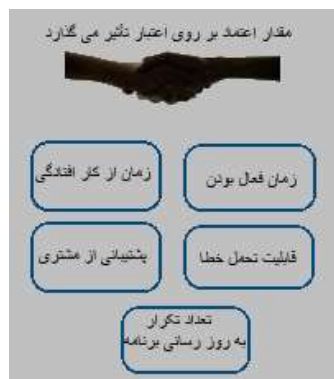 مقدار اعتماد بر روی اعتبار تأثیر می گذارد
زمان فعال بودن
زمان از کار افتادگی
قابلیت تحمل خطا
پشتیبانی از مشتری
تعداد تکرار
به روز رسانی برنامه